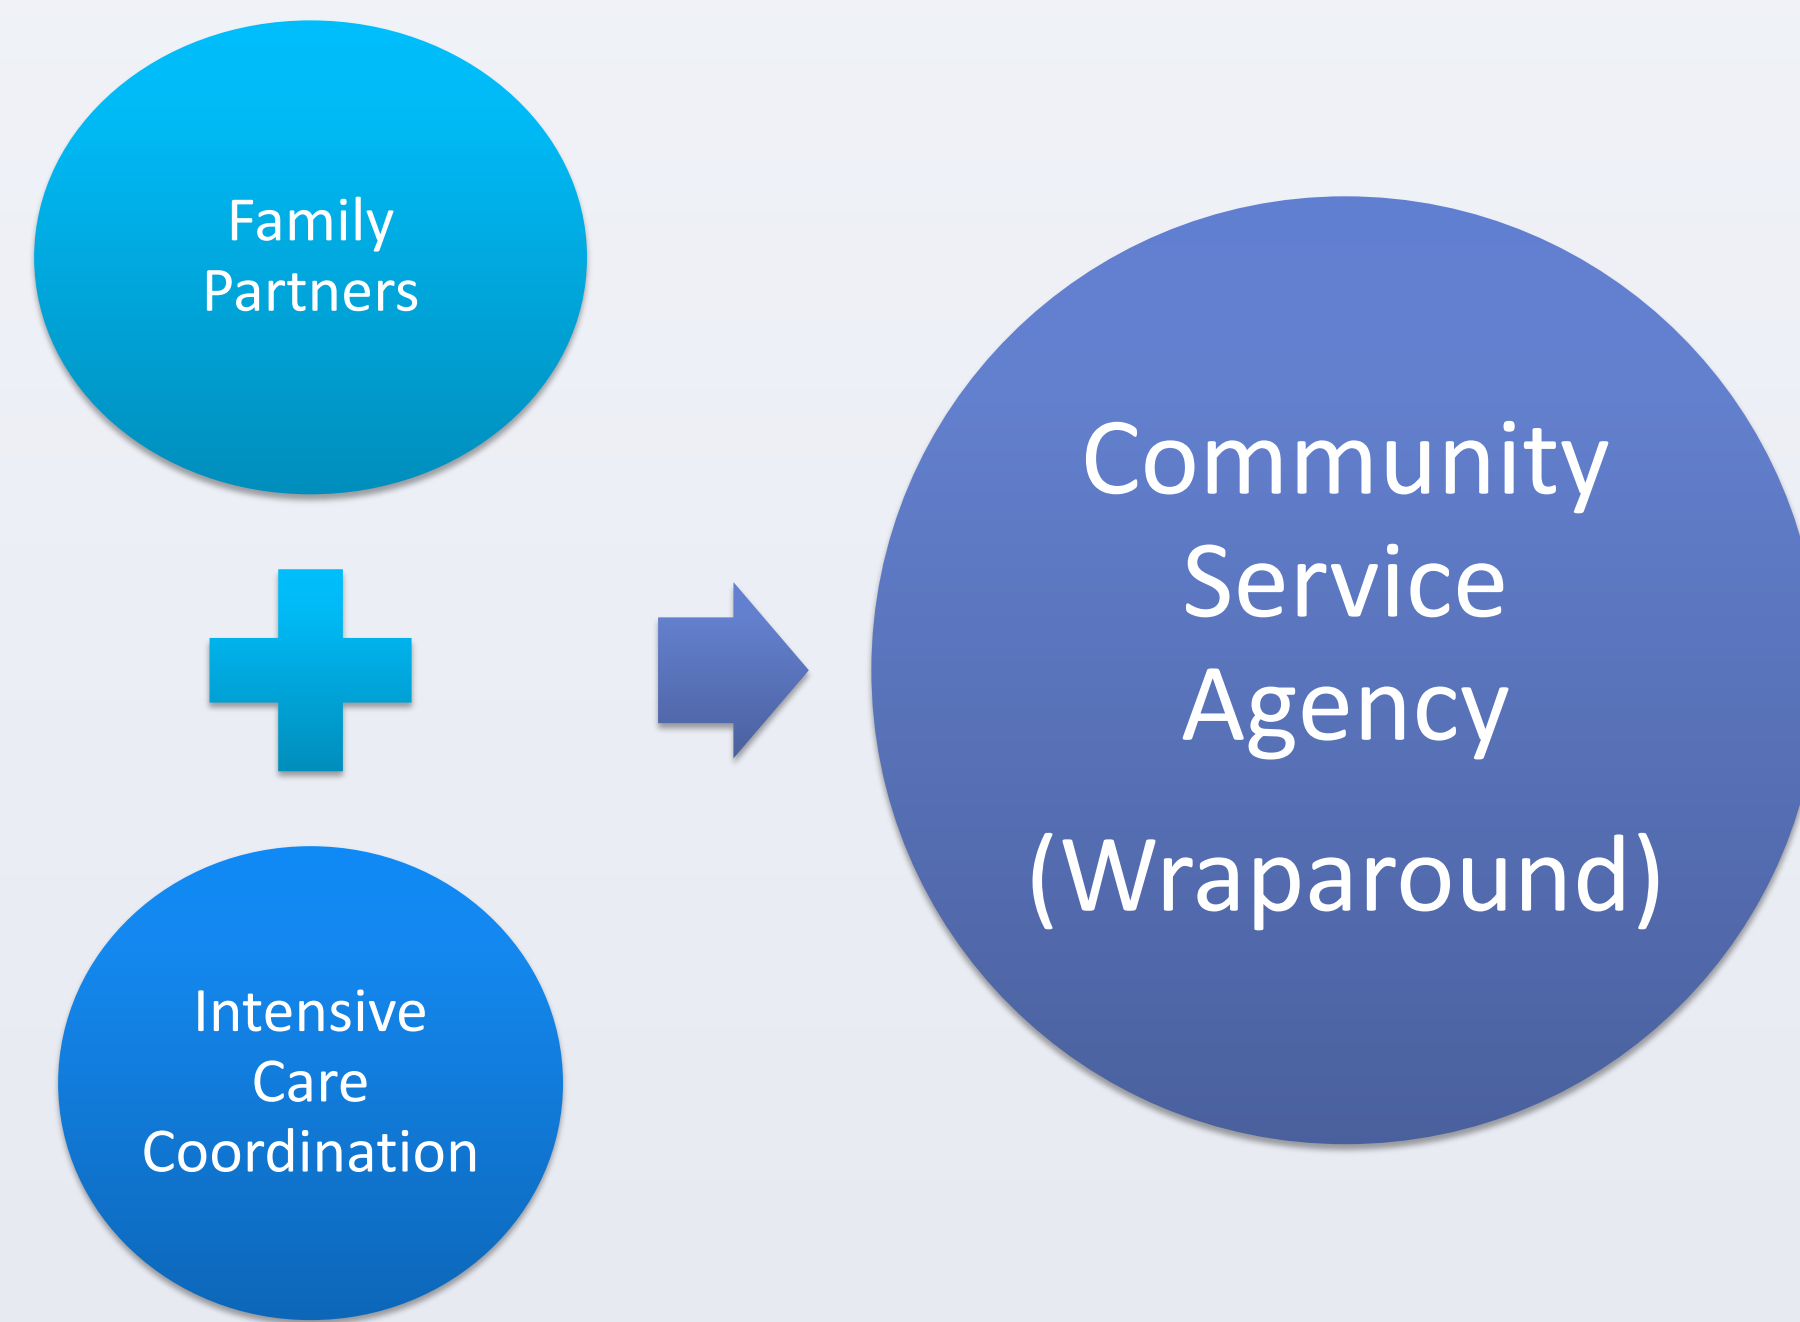 Family
Partners
Intensive
Care
Coordination
Community
Service
Agency
(Wraparound)